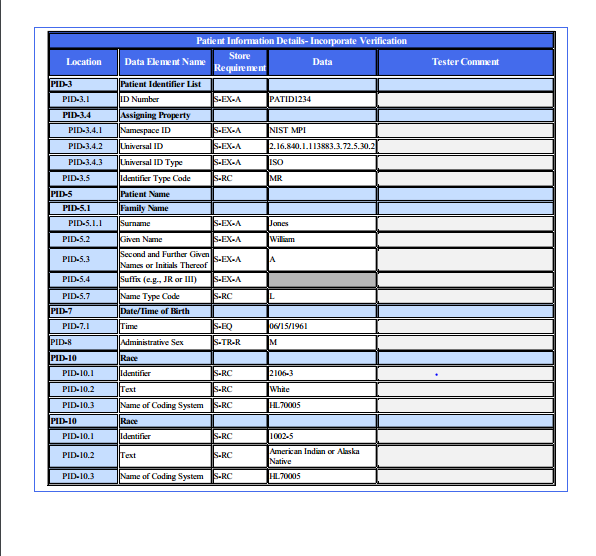 Patient Information Details- Incorporate Verification
Location Data Element Name Store Requirement Data Tester Comment
PID-3 Patient Identifier List
PID-3.1 ID Number S-EX-A PATID1234
PID-3.4 Assigning Property
PID-3.4.1 Namespace ID S-EX-A NIST MPI
PID-3.4.2 Universal ID S-EX-A 2.16.840.1.113883.3.72.5.30.2
PID-3.4.3 Universal ID Type S-EX-A ISO
PID-3.5 Identifier Type Code S-RC MR
PID-5 Patient Name
PID-5.1 Family Name
PID-5.1.1 Surname S-EX-A Jones
PID-5.2 Given Name S-EX-A William
PID-5.3 Second and Further Given Names or Initials Thereof S-EX-A A
PID-5.4 Suffix (e.g., JR or III) S-EX-A
PID-5.7 Name Type Code S-RC L
PID-7 Date/Time of Birth
PID-7.1 Time S-EQ 06/15/1961
PID-8 Administrative Sex S-TR-R M
PID-10 Race
PID-10.1 Identifier S-RC 2106-3
PID-10.2 Text S-RC White
PID-10.3 Name of Coding System S-RC HL70005
PID-10 Race
PID-10.1 Identifier S-RC 1002-5
PID-10.2 Text S-RC American Indian or Alaska Native
PID-10.3 Name of Coding System S-RC HL70005